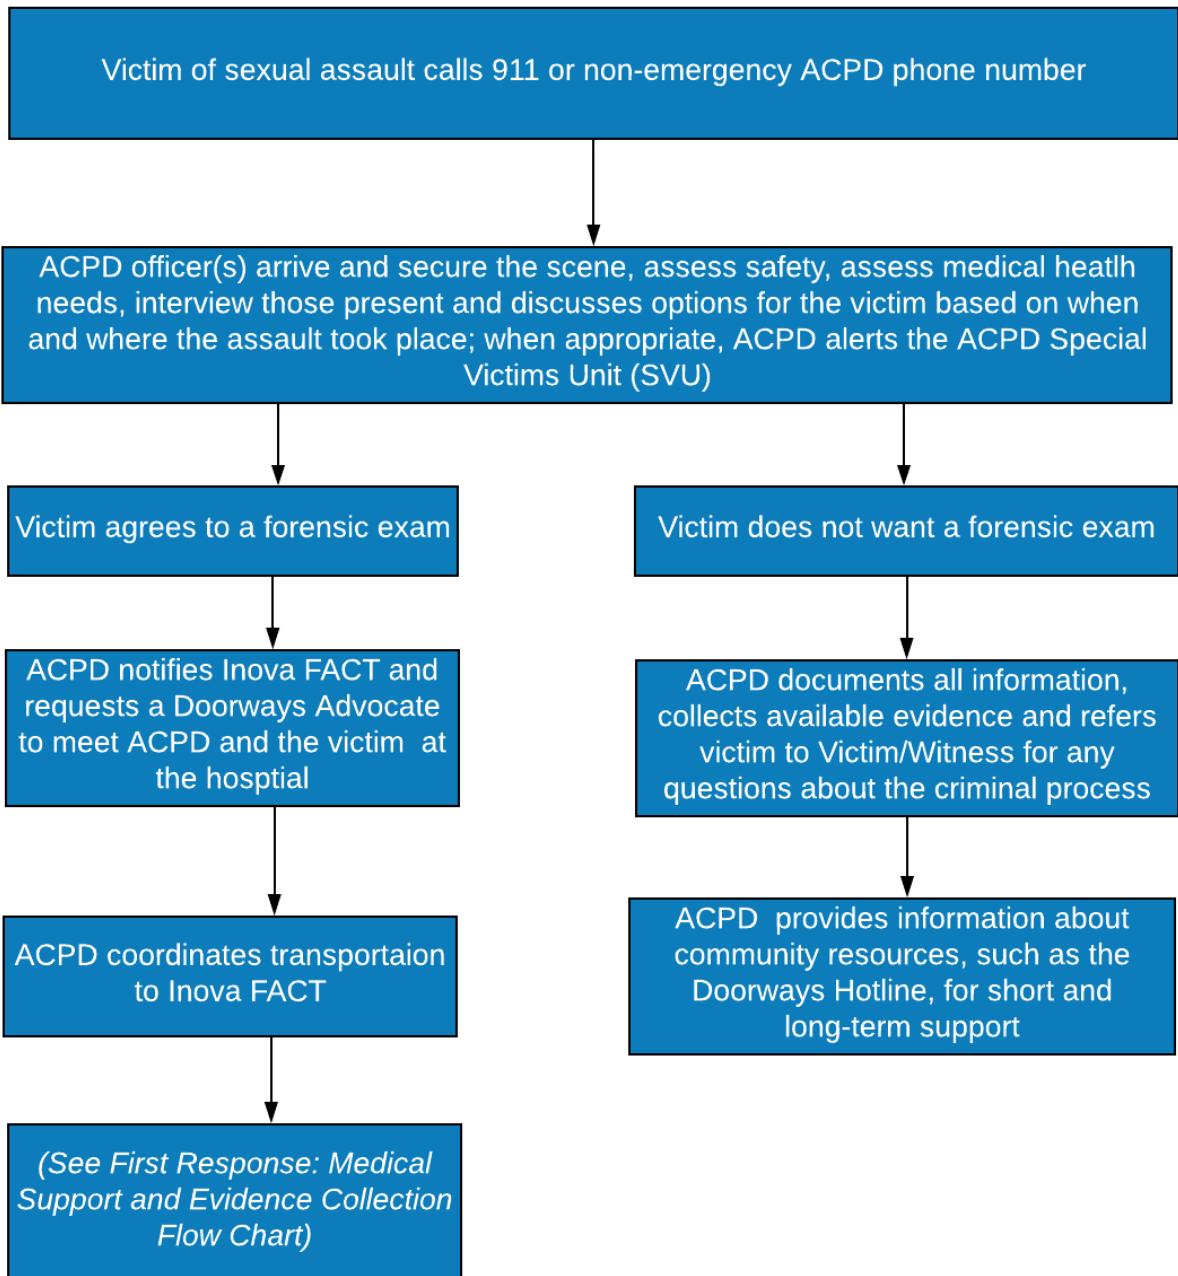 Victim of sexual assault calls 911 or non-emergency ACPD phone number
ACPD officer(s) arrive and secure the scene, assess safety, assess medical heatlh
needs, interview those present and discusses options for the victim based on when
and where the assault took place; when appropriate, ACPD alerts the ACPD Special
Victims Unit (SVU)
Victim agrees to a forensic exam
ACPD notifies Inova FACT and
requests a Doorways Advocate
to meet ACPD and the victim  at
the hosptial
ACPD coordinates transportaion
to Inova FACT
(See First Response: Medical
Support and Evidence Collection
Flow Chart)
Victim does not want a forensic exam
ACPD documents all information,
collects available evidence and refers
victim to Victim/Witness for any
questions about the criminal process
ACPD  provides information about
community resources, such as the
Doorways Hotline, for short and
long-term support